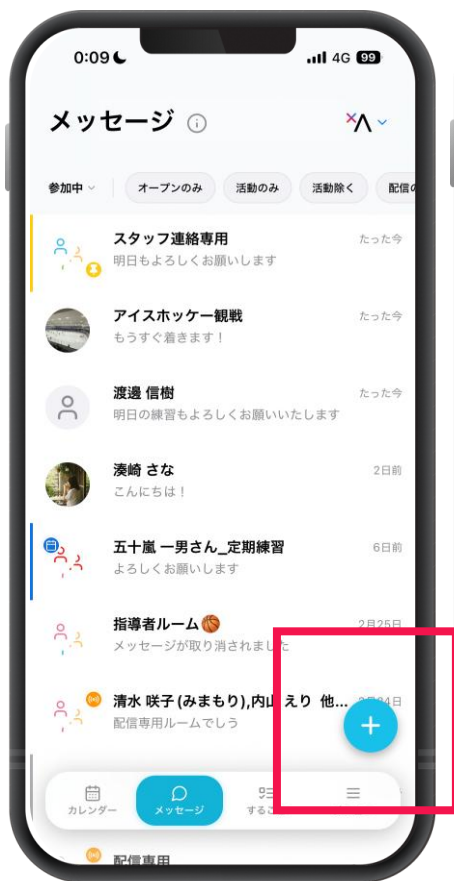 0:09
4G 99
メッセージ
参加中 オープンのみ 活動のみ 活動除く 配信の
スタッフ連絡専用 たった今
明日もよろしくお願いします
アイスホッケー観戦 たった今
もうすぐ着きます！
渡邉 信樹 たった今
明日の練習もよろしくお願いいたします
湊崎 さな 2日前
こんにちは！
五十嵐 一男さん_定期練習 6日前
よろしくお願いします
指導者ルーム🏀 2月25日
メッセージが取り消されました
清水 咲子 (みまもり),内山 えり 他...
配信専用ルームでしう
カレンダー メッセージ
配信専用